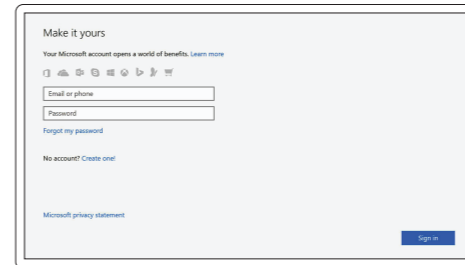 Make it yours
Your Microsoft account opens a world of benefits. Learn more
Email or phone
Password
Forgot my password
No account? Create one!
Microsoft privacy statement
Sign in